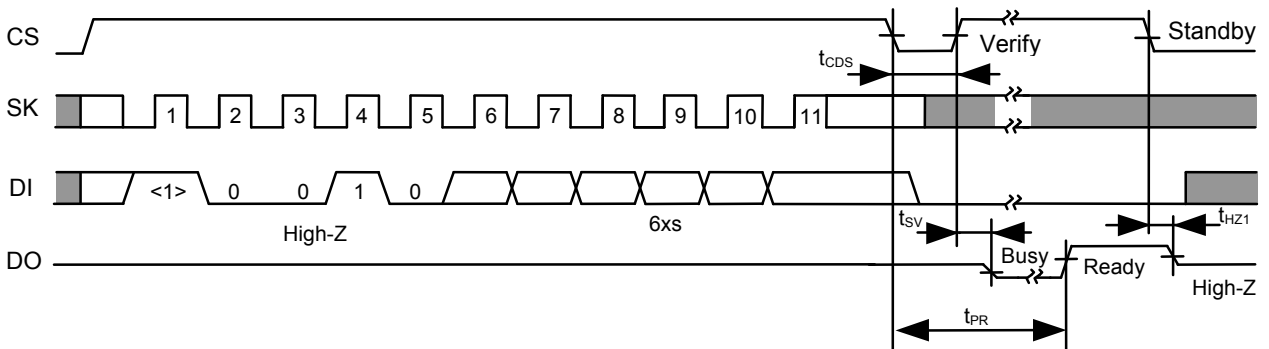 CS Verify Standby
tCDS
SK 1 2 3 4 5 6 7 8 9 10 11
DI <1> 0 0 1 0
High-Z 6xs tSV tHZ1
DO Busy Ready
High-Z
tPR